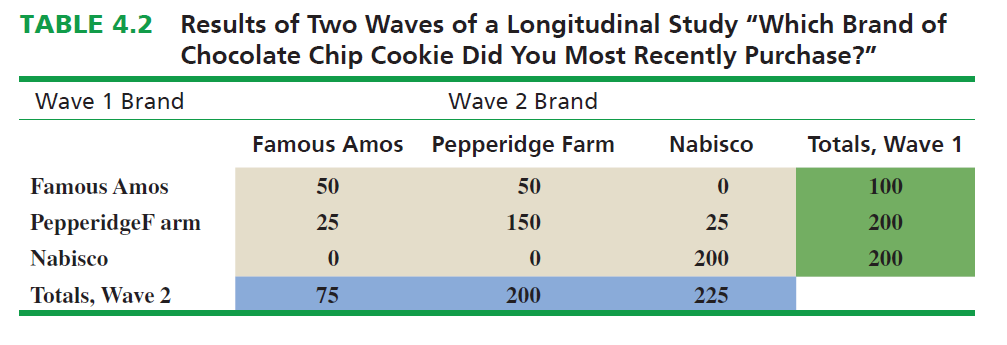 TABLE 4.2 Results of Two Waves of a Longitudinal Study “Which Brand of
Chocolate Chip Cookie Did You Most Recently Purchase?”
Wave 1 Brand Wave 2 Brand
Famous Amos Pepperidge Farm Nabisco Totals, Wave 1
Famous Amos 50 50 0 100
PepperidgeF arm 25 150 25 200
Nabisco 0 0 200 200
Totals, Wave 2 75 200 225